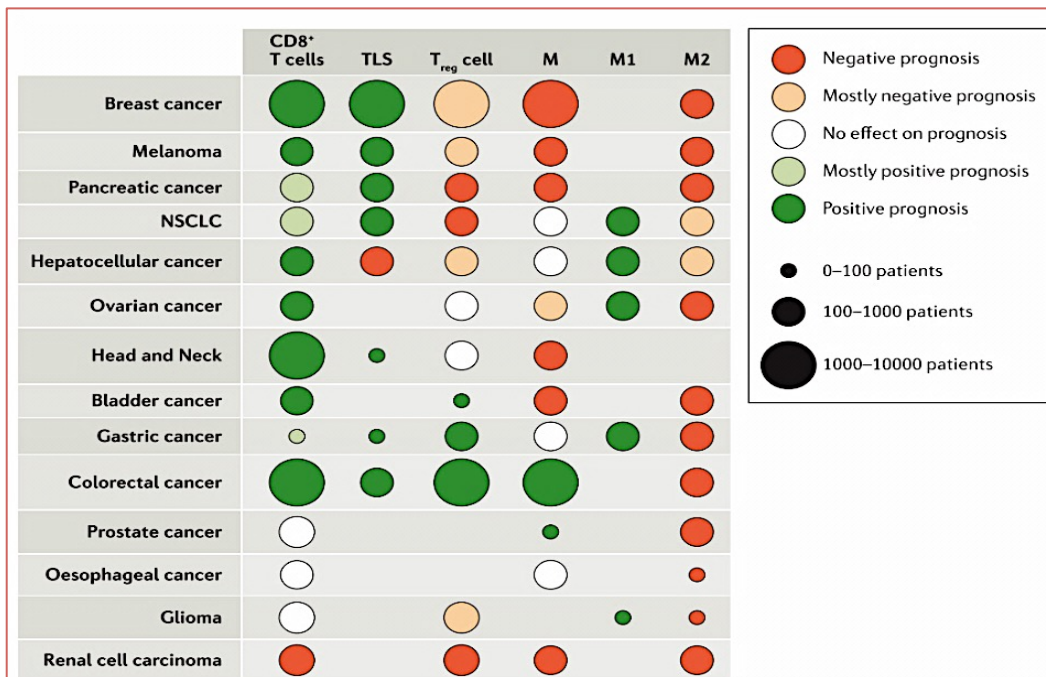 CD8⁺
T cells TLS T_reg cell M M1 M2
Breast cancer
Melanoma
Pancreatic cancer
NSCLC
Hepatocellular cancer
Ovarian cancer
Head and Neck
Bladder cancer
Gastric cancer
Colorectal cancer
Prostate cancer
Oesophageal cancer
Glioma
Renal cell carcinoma
Negative prognosis
Mostly negative prognosis
No effect on prognosis
Mostly positive prognosis
Positive prognosis
0–100 patients
100–1000 patients
1000–10000 patients